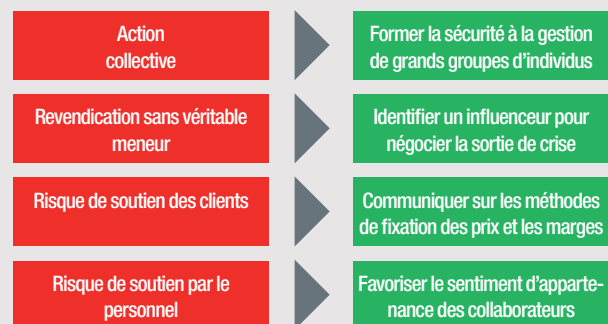 Action
collective
Former la sécurité à la gestion
de grands groupes d'individus
Revendication sans véritable
meneur
Identifier un influenceur pour
négocier la sortie de crise
Risque de soutien des clients
Communiquer sur les méthodes
de fixation des prix et les marges
Risque de soutien par le
personnel
Favoriser le sentiment d'apparte-
nance des collaborateurs